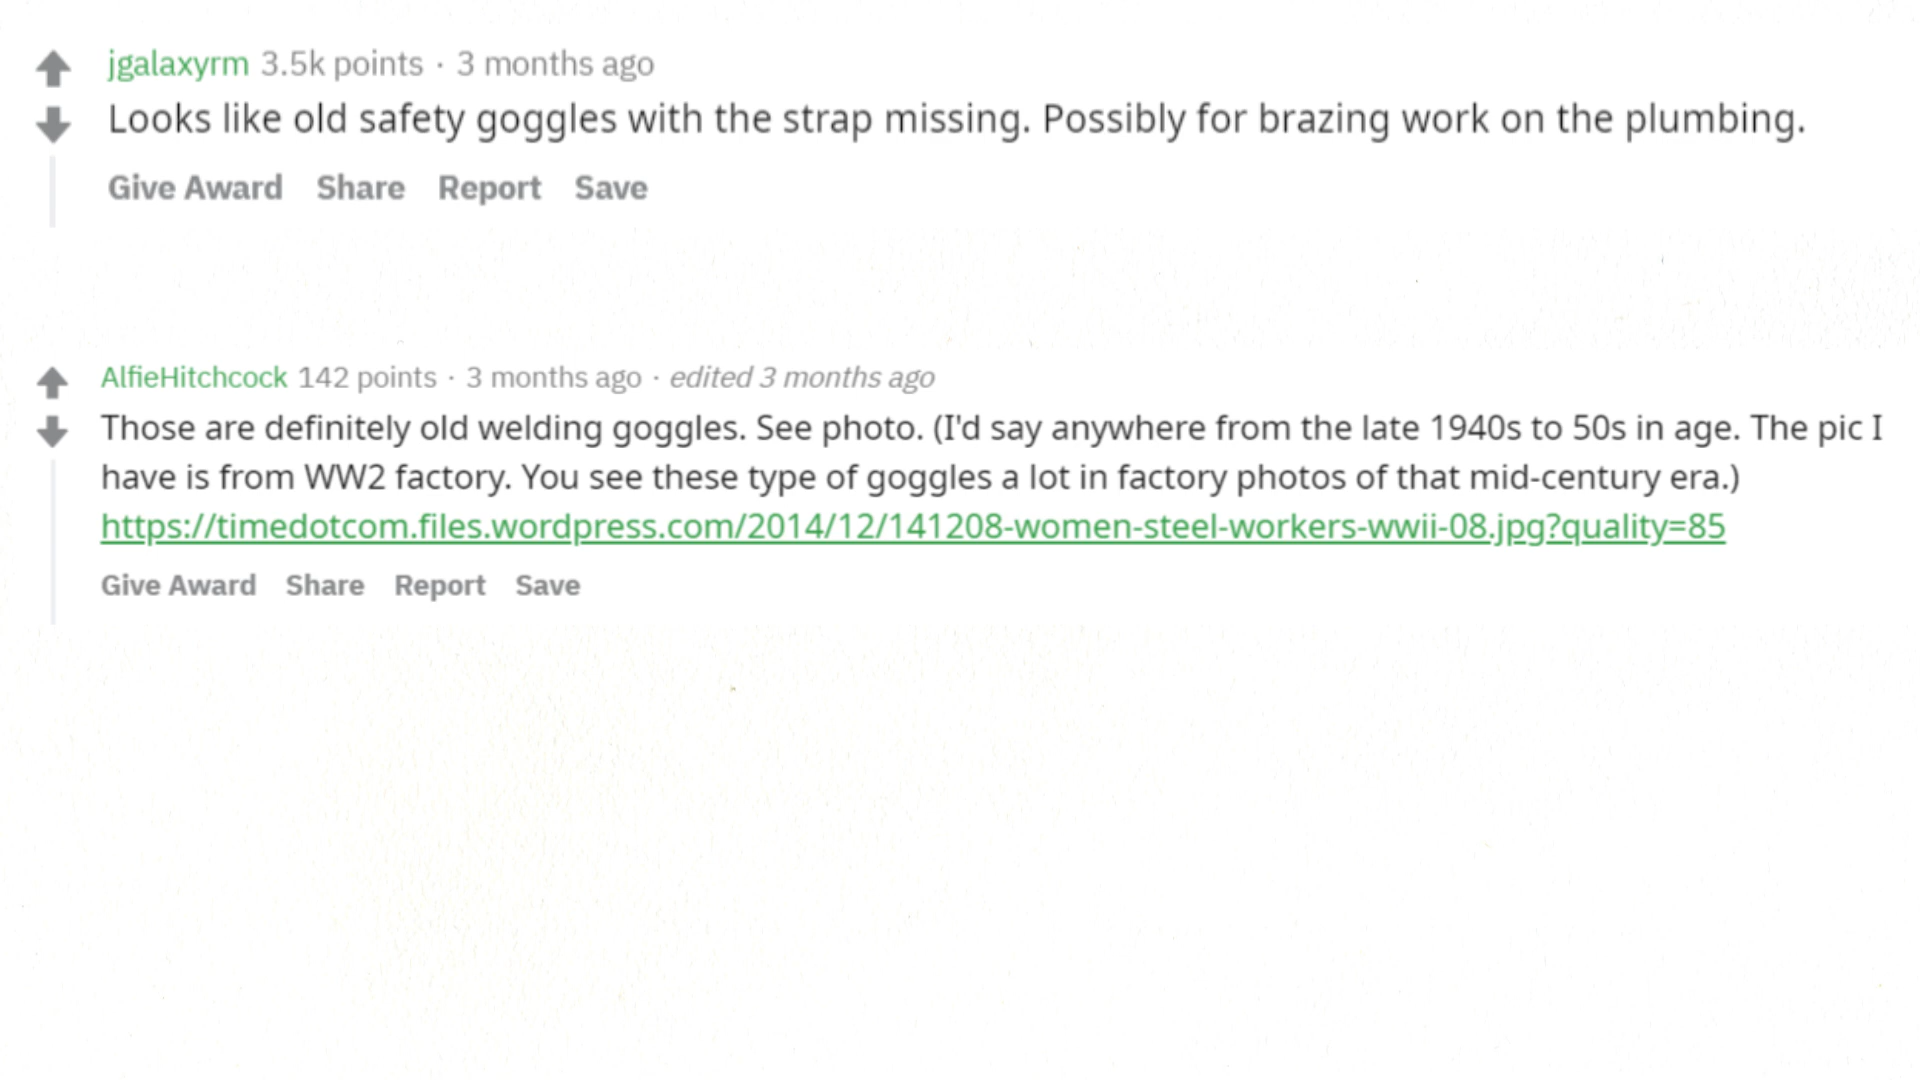 jgalaxyrm 3.5k points · 3 months ago
Looks like old safety goggles with the strap missing. Possibly for brazing work on the plumbing.
Give Award Share Report Save
AlfieHitchcock 142 points · 3 months ago · edited 3 months ago
Those are definitely old welding goggles. See photo. (I'd say anywhere from the late 1940s to 50s in age. The pic I
have is from WW2 factory. You see these type of goggles a lot in factory photos of that mid-century era.)
https://timedotcom.files.wordpress.com/2014/12/141208-women-steel-workers-wwii-08.jpg?quality=85
Give Award Share Report Save